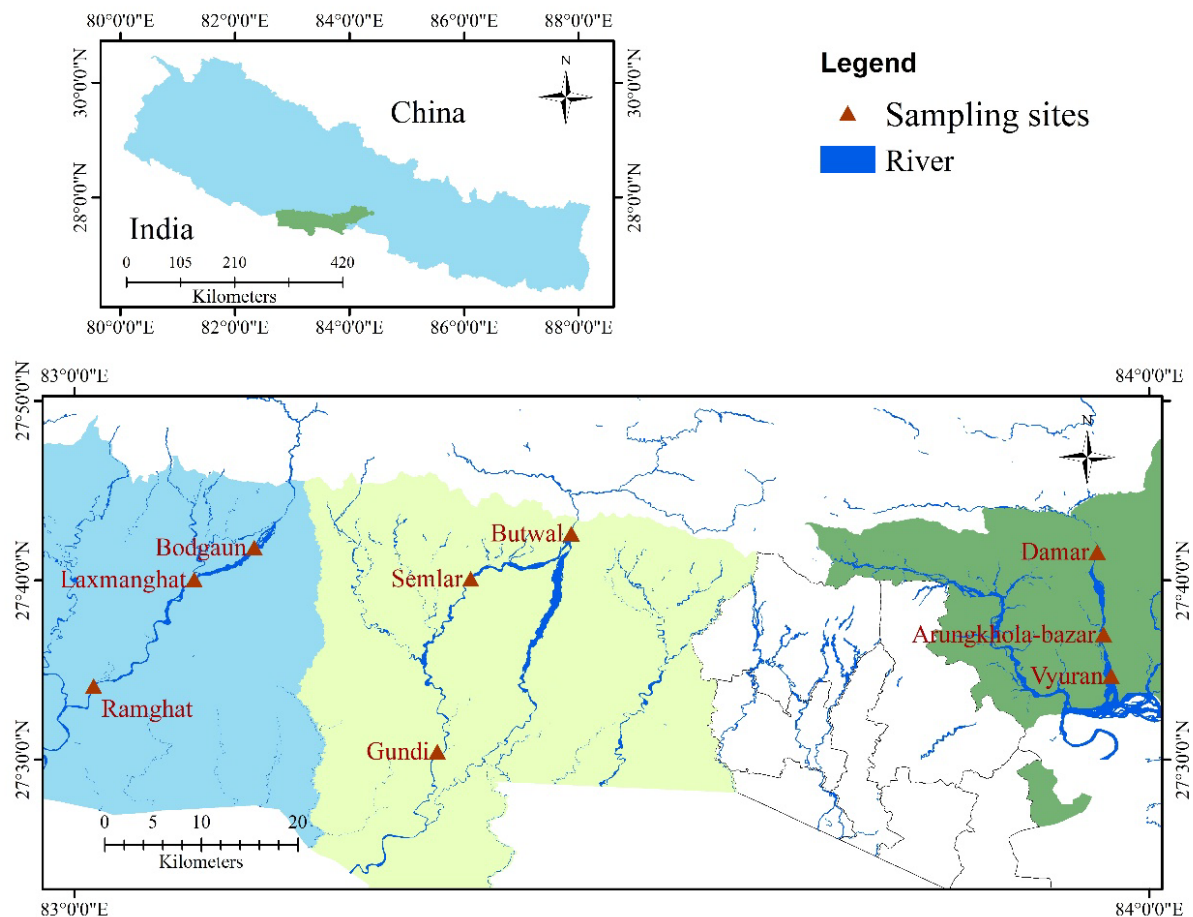 80°0'0"E 82°0'0"E 84°0'0"E 86°0'0"E 88°0'0"E
30°0'0"N
28°0'0"N
N
China
India
0 105 210 420
Kilometers
30°0'0"N
28°0'0"N
80°0'0"E 82°0'0"E 84°0'0"E 86°0'0"E 88°0'0"E
Legend
Sampling sites
River
83°0'0"E 84°0'0"E
27°50'0"N
27°40'0"N
27°30'0"N
N
Bodgaun
Laxmanghat
Ramghat
Butwal
Semlar
Gundi
Damar
Arungkhola-bazar
Vyuran
0 5 10 20
Kilometers
27°40'0"N
27°30'0"N
83°0'0"E 84°0'0"E